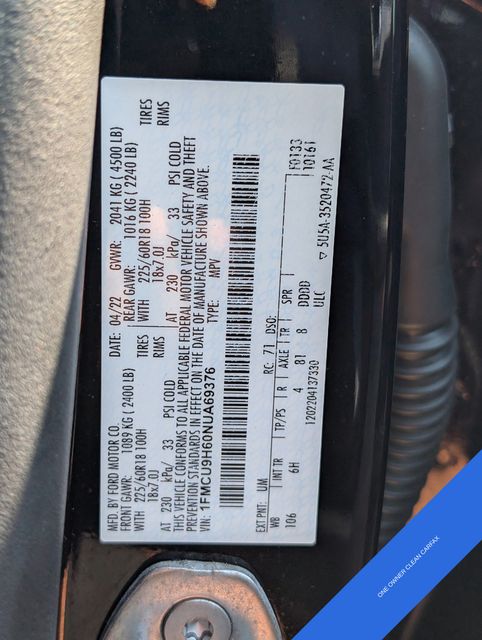 MFD. BY FORD MOTOR CO.
DATE: 04/22 GVWR: 2041 KG ( 4500 LB)
FRONT GAWR: 1089 KG ( 2400 LB) REAR GAWR: 1016 KG ( 2240 LB)
WITH 225/60R18 100H TIRES WITH 225/60R18 100H TIRES
18x7.0J RIMS 18x7.0J RIMS
AT 230 kPa/ 33 PSI COLD AT 230 kPa/ 33 PSI COLD
THIS VEHICLE CONFORMS TO ALL APPLICABLE FEDERAL MOTOR VEHICLE SAFETY AND THEFT
PREVENTION STANDARDS IN EFFECT ON THE DATE OF MANUFACTURE SHOWN ABOVE.
VIN: 1FMCU9H60NUA69376 TYPE: MPV
F0133
10161
EXT PNT: UM RC: 71 DSO:
WB INT TR TP/PS R AXLE TR SPR
106 6H 4 81 8 DDDD
1202204137330 ULC
▽ 5U5A-3520472-AA
ONE OWNER CLEAN CARFAX